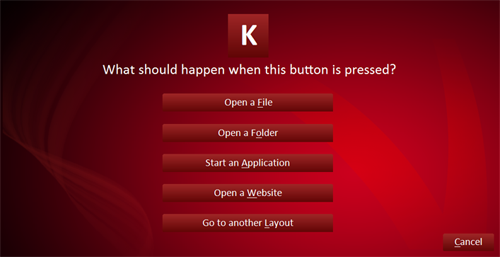 K
What should happen when this button is pressed?
Open a File
Open a Folder
Start an Application
Open a Website
Go to another Layout
Cancel